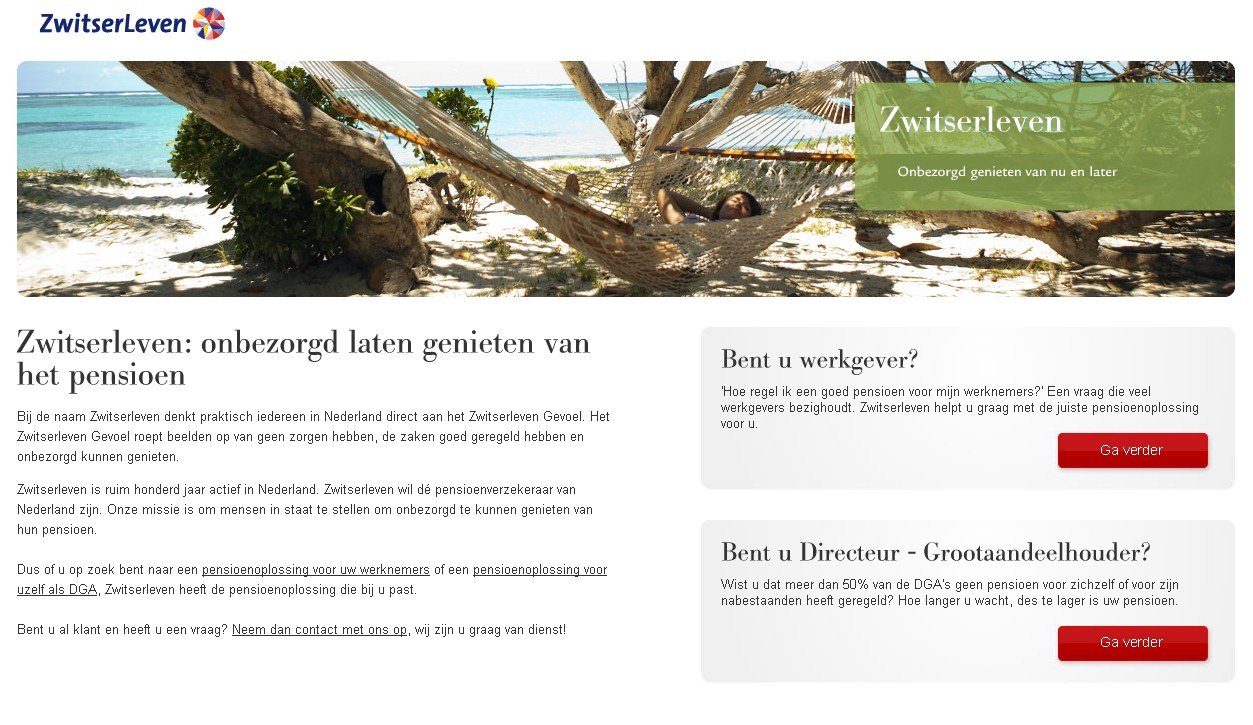 ZwitserLeven
Zwitserleven
Onbezorgd genieten van nu en later
Zwitserleven: onbezorgd laten genieten van
het pensioen
Bij de naam Zwitserleven denkt praktisch iedereen in Nederland direct aan het Zwitserleven Gevoel. Het
Zwitserleven Gevoel roept beelden op van geen zorgen hebben, de zaken goed geregeld hebben en
onbezorgd kunnen genieten.
Zwitserleven is ruim honderd jaar actief in Nederland. Zwitserleven wil dé pensioenverzekeraar van
Nederland zijn. Onze missie is om mensen in staat te stellen om onbezorgd te kunnen genieten van
hun pensioen.
Dus of u op zoek bent naar een pensioenoplossing voor uw werknemers of een pensioenoplossing voor
uzelf als DGA, Zwitserleven heeft de pensioenoplossing die bij u past.
Bent u al klant en heeft u een vraag? Neem dan contact met ons op, wij zijn u graag van dienst!
Bent u werkgever?
'Hoe regel ik een goed pensioen voor mijn werknemers?' Een vraag die veel
werkgevers bezighoudt. Zwitserleven helpt u graag met de juiste pensioenoplossing
voor u.
Ga verder
Bent u Directeur - Grootaandeelhouder?
Wist u dat meer dan 50% van de DGA's geen pensioen voor zichzelf of voor zijn
nabestaanden heeft geregeld? Hoe langer u wacht, des te lager is uw pensioen.
Ga verder